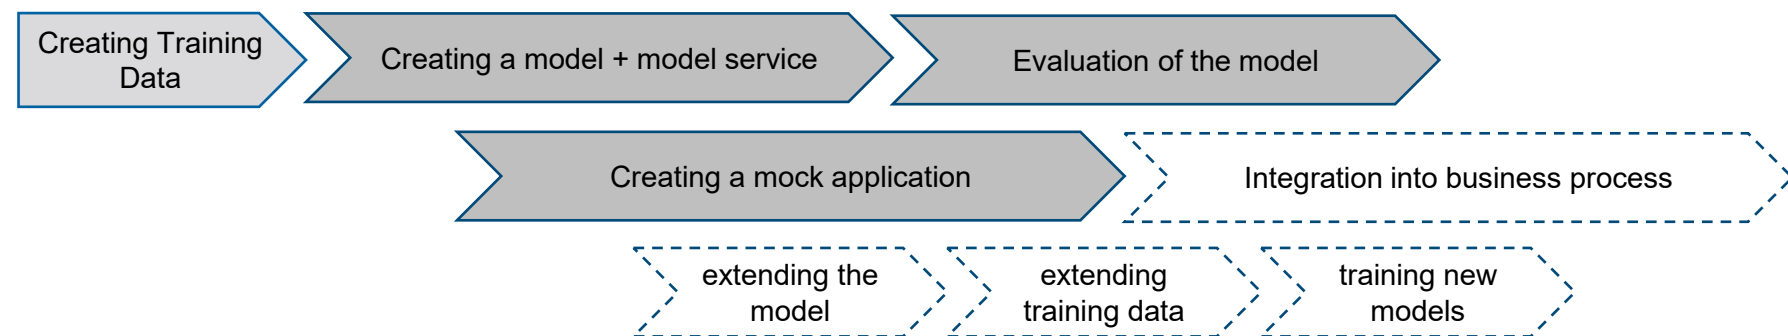 Creating Training
Data
Creating a model + model service
Evaluation of the model
Creating a mock application
Integration into business process
extending the
model
extending
training data
training new
models